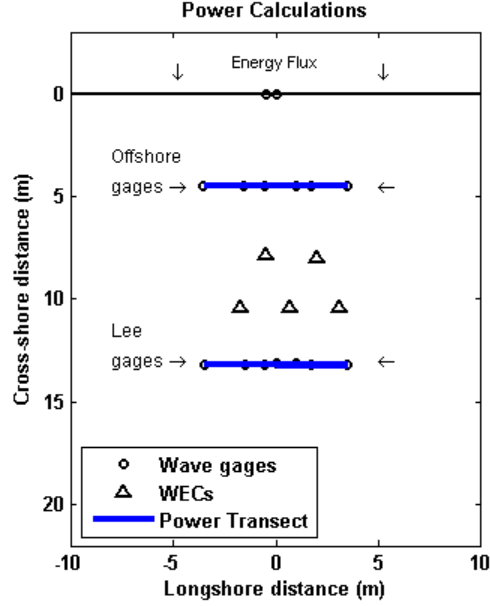 Power Calculations
Energy Flux
0
Offshore
gages
5
10
Lee
gages
15
20
Wave gages
WECs
Power Transect
-10
-5
0
5
10
Cross-shore distance (m)
Longshore distance (m)